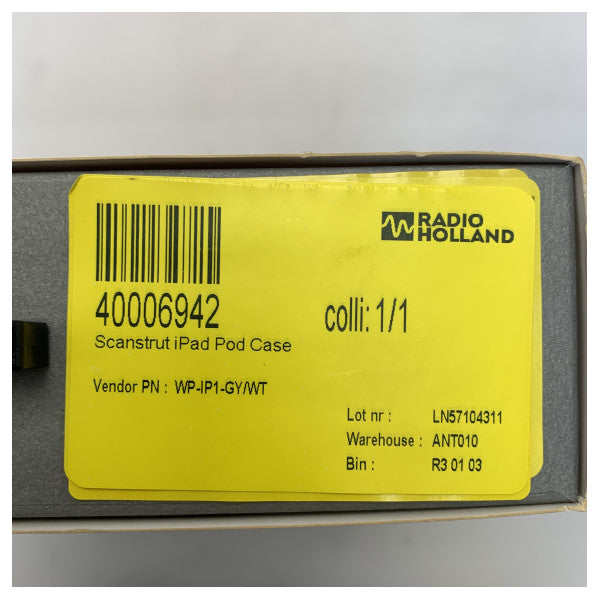 RADIO
HOLLAND
40006942
colli: 1/1
Scanstrut iPad Pod Case
Vendor PN : WP-IP1-GY/WT
Lot nr : LN57104311
Warehouse : ANT010
Bin : R3 01 03